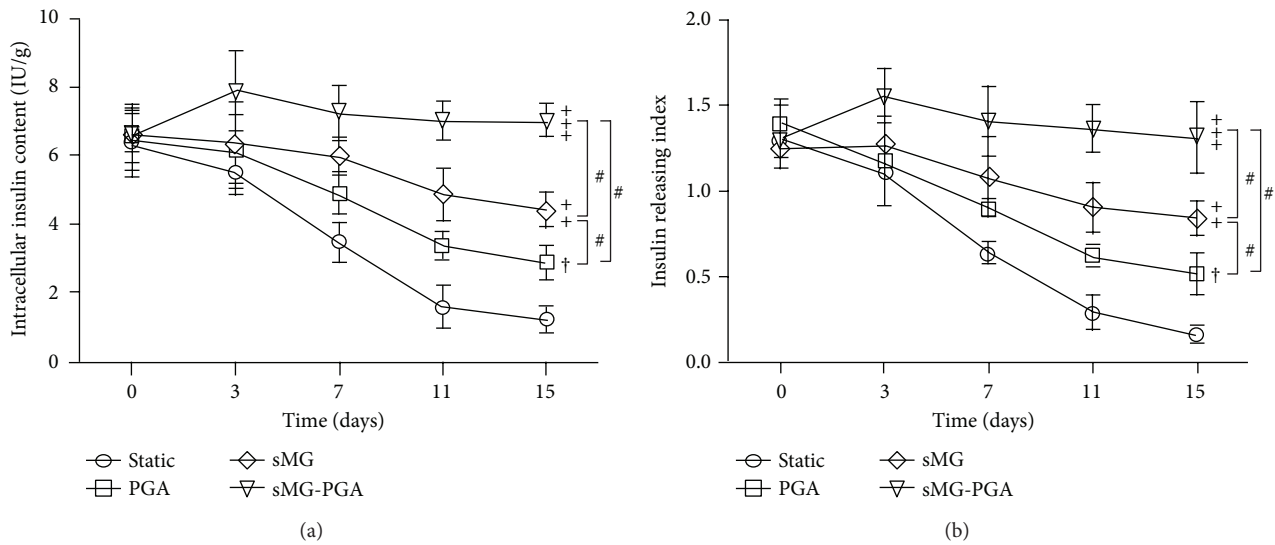 10
8
6
4
2
0
Intracellular insulin content (IU/g)
+
+
+
+
+
†
#
#
#
0 3 7 11 15
Time (days)
Static sMG
PGA sMG-PGA
(a)
2.0
1.5
1.0
0.5
0.0
Insulin releasing index
+
‡
+
+
†
#
#
#
0 3 7 11 15
Time (days)
Static sMG
PGA sMG-PGA
(b)